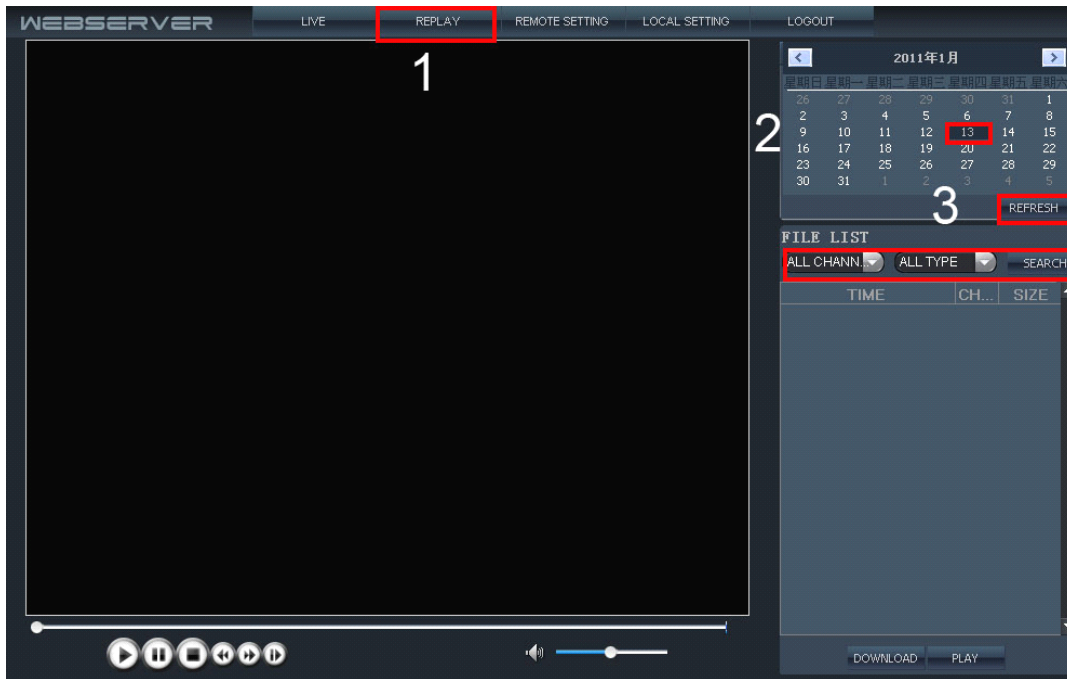 WEBSERVER LIVE REPLAY REMOTE SETTING LOCAL SETTING LOGOUT
1
2011年1月
星期日 星期一 星期二 星期三 星期四 星期五 星期六
26 27 28 29 30 31 1
2 3 4 5 6 7 8
2
9 10 11 12 13 14 15
16 17 18 19 20 21 22
23 24 25 26 27 28 29
30 31 1 2 3 4 5
3
REFRESH
FILE LIST
ALL CHANN... ALL TYPE SEARCH
TIME CH... SIZE
DOWNLOAD PLAY